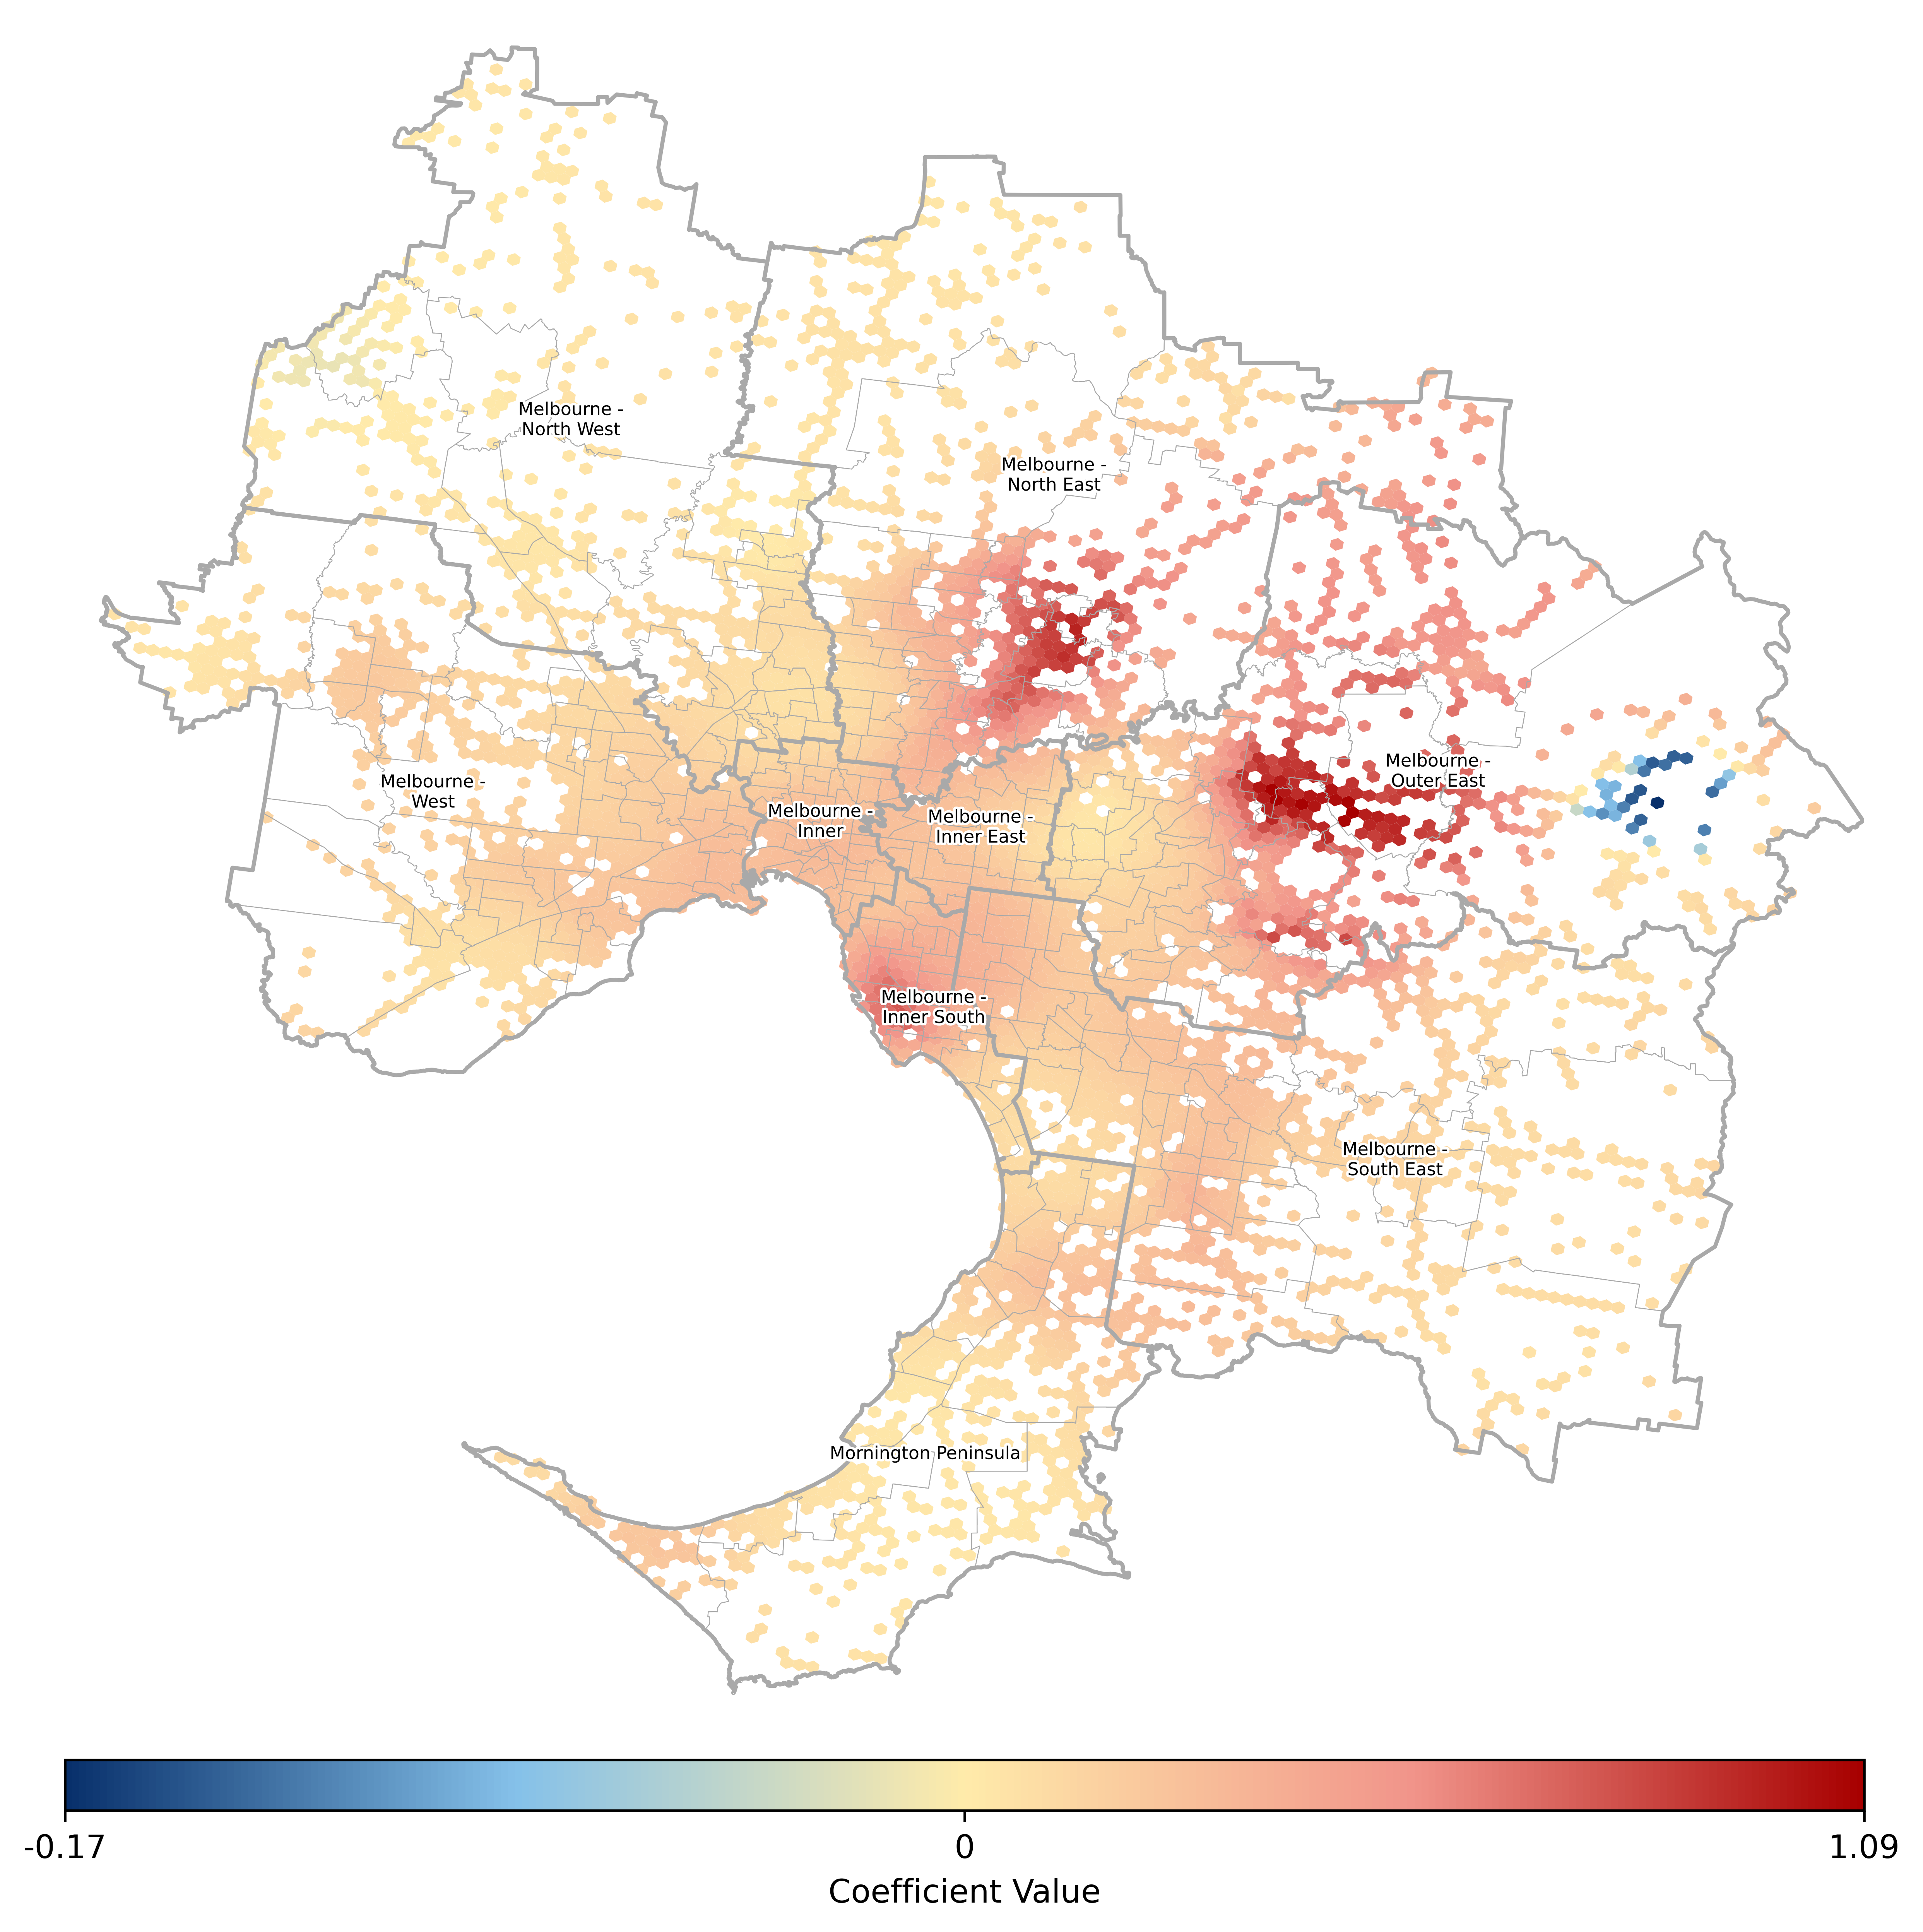 Melbourne -
North West
Melbourne -
North East
Melbourne -
Outer East
Melbourne -
West
Melbourne -
Inner
Melbourne -
Inner East
Melbourne -
Inner South
Melbourne -
South East
Mornington Peninsula
-0.17
0
1.09
Coefficient Value